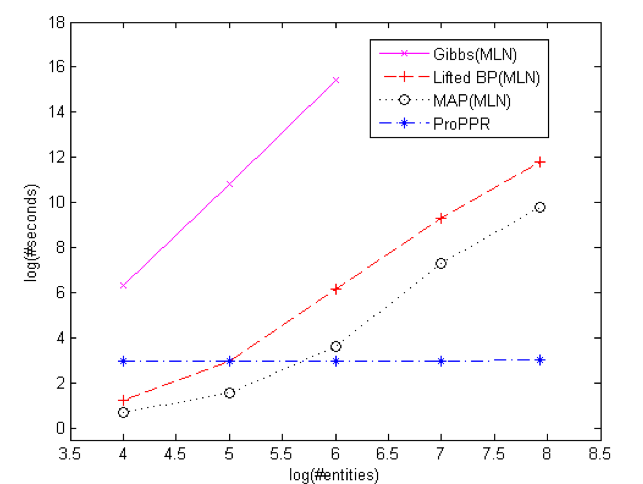 18
16
14
12
10
8
6
4
2
0
log(#seconds)
Gibbs(MLN)
Lifted BP(MLN)
MAP(MLN)
ProPPR
3.5 4 4.5 5 5.5 6 6.5 7 7.5 8 8.5
log(#entities)